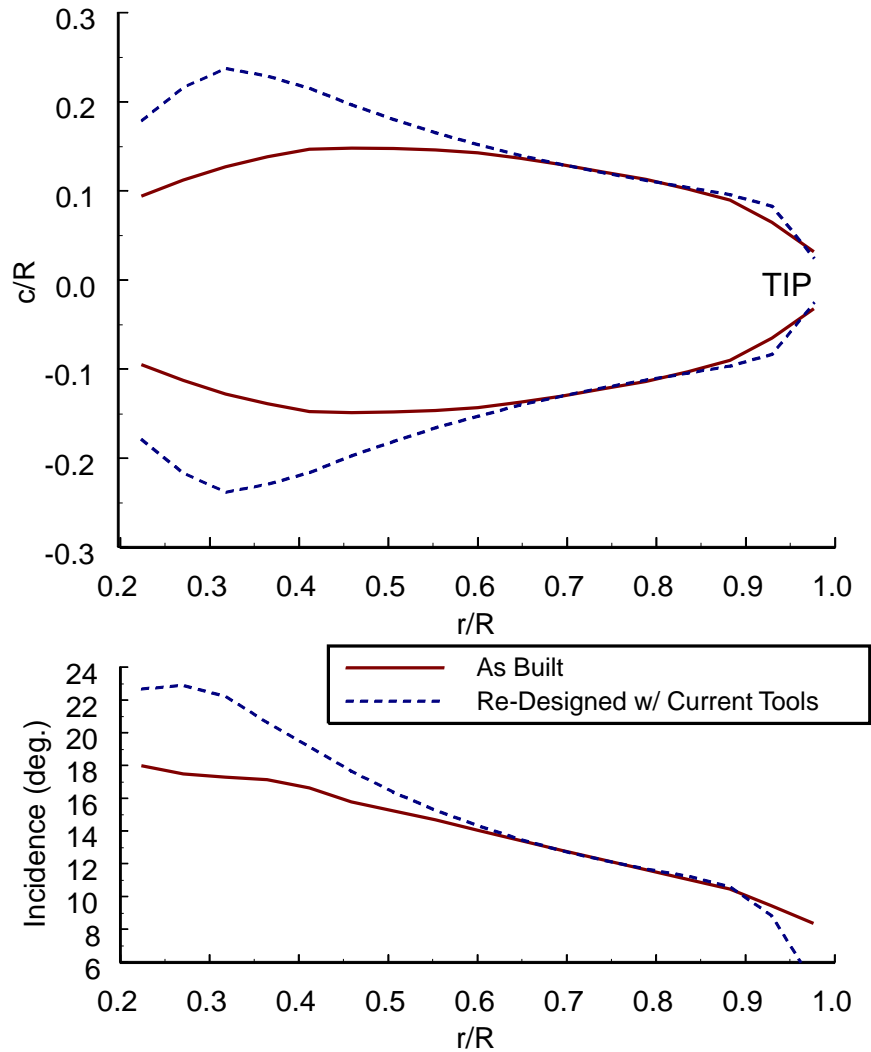 0.3
0.2
0.1
0.0
-0.1
-0.2
-0.3
c/R
TIP
0.2 0.3 0.4 0.5 0.6 0.7 0.8 0.9 1.0
r/R
As Built
Re-Designed w/ Current Tools
24
22
20
18
16
14
12
10
8
6
Incidence (deg.)
0.2 0.3 0.4 0.5 0.6 0.7 0.8 0.9 1.0
r/R